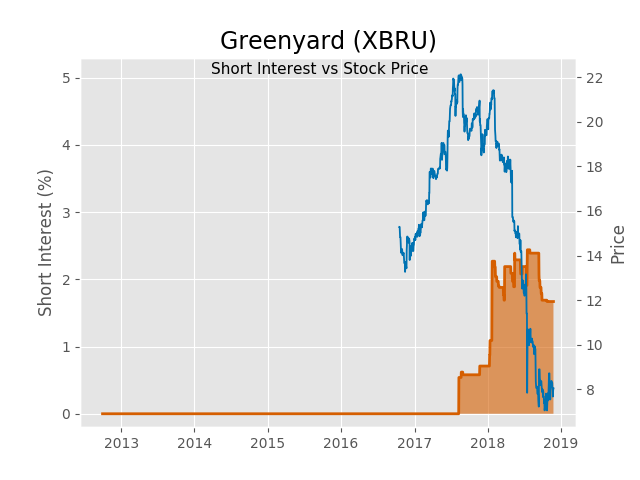 Greenyard (XBRU)
Short Interest vs Stock Price
Short Interest (%)
5
4
3
2
1
0
22
20
18
16
14
12
10
8
Price
2013 2014 2015 2016 2017 2018 2019